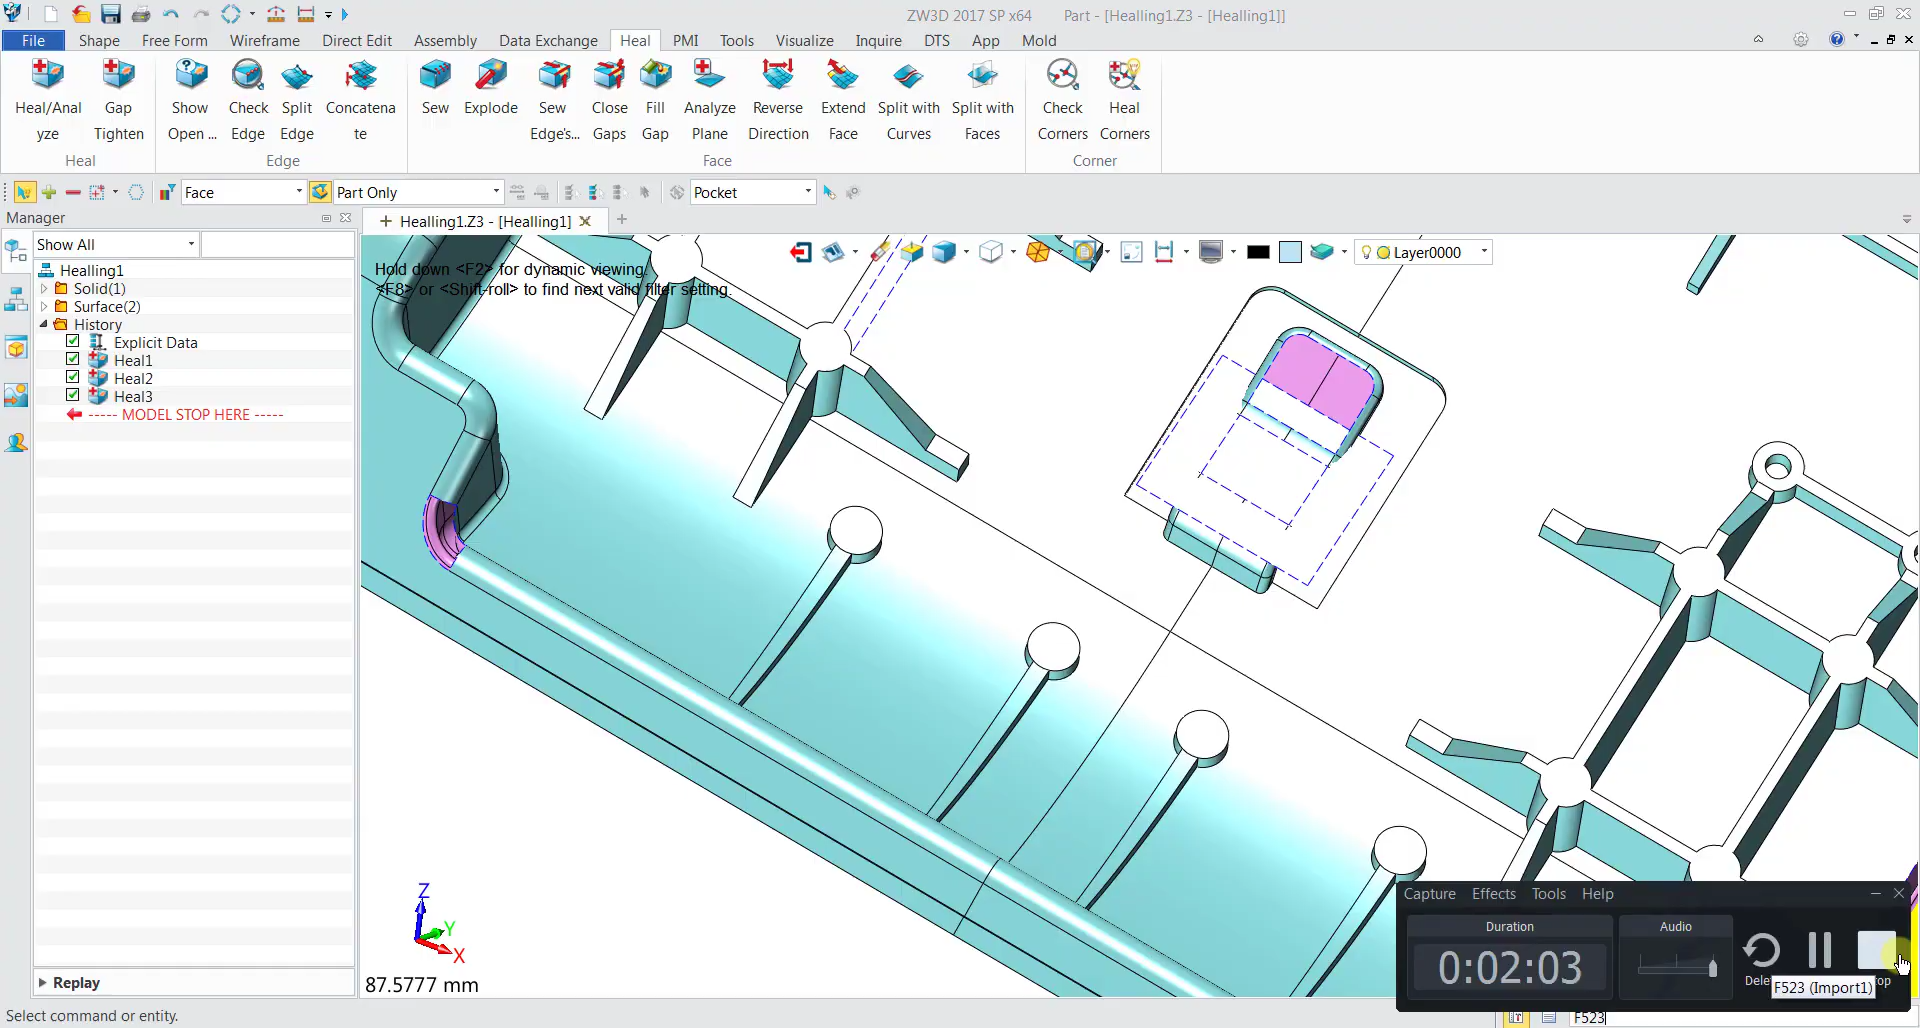 ZW3D 2017 SP x64 Part - [Healling1.Z3 - [Healling1]]
File Shape Free Form Wireframe Direct Edit Assembly Data Exchange Heal PMI Tools Visualize Inquire DTS App Mold
Heal/Anal Gap Show Check Split Concatena Sew Explode Sew Close Fill Analyze Reverse Extend Split with Split with Check Heal
yze Tighten Open ... Edge Edge te Edge's... Gaps Gap Plane Direction Face Curves Faces Corners Corners
Heal Edge Face Corner
Face Part Only Pocket
Manager
Healling1.Z3 - [Healling1]
Show All
Layer0000
Hold down <F2> for dynamic viewing.
<F8> or <Shift-roll> to find next valid filter setting.
Healling1
Solid(1)
Surface(2)
History
Explicit Data
Heal1
Heal2
Heal3
----- MODEL STOP HERE -----
Z
Y
X
87.5777 mm
Capture Effects Tools Help
Duration Audio
0:02:03
Dele
op
F523 (Import1)
Replay
Select command or entity.
F523